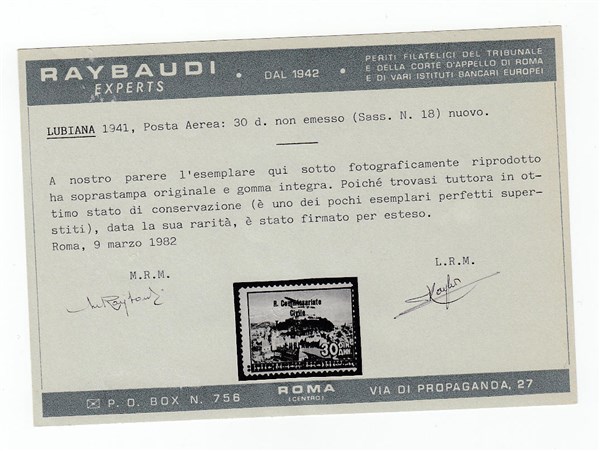 RAYBAUDI
EXPERTS
• DAL 1942 •
PERITI FILATELICI DEL TRIBUNALE
E DELLA CORTE D'APPELLO DI ROMA
E DI VARI ISTITUTI BANCARI EUROPEI
LUBIANA 1941, Posta Aerea: 30 d. non emesso (Sass. N. 18) nuovo.
A nostro parere l'esemplare qui sotto fotograficamente riprodotto
ha soprastampa originale e gomma integra. Poiché trovasi tuttora in ot-
timo stato di conservazione (è uno dei pochi esemplari perfetti super-
stiti), data la sua rarità, è stato firmato per esteso.
Roma, 9 marzo 1982
M.R.M.
L.R.M.
R. Commissariato
Civile
30
P. O. BOX N. 756
ROMA
(CENTRO)
VIA DI PROPAGANDA, 27